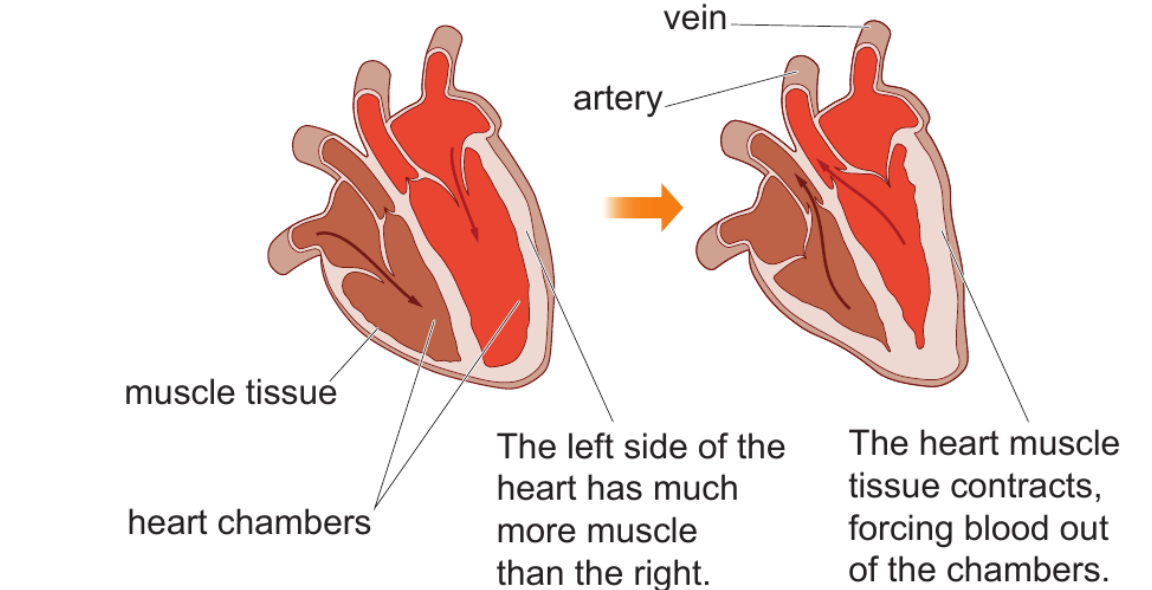 vein
artery
muscle tissue
heart chambers
The left side of the
heart has much
more muscle
than the right.
The heart muscle
tissue contracts,
forcing blood out
of the chambers.